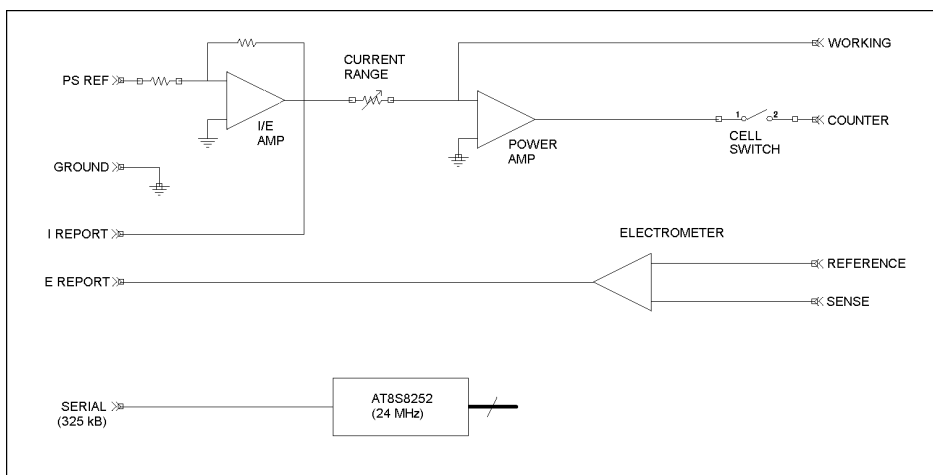 WORKING
PS REF
CURRENT
RANGE
I/E
AMP
1 2
COUNTER
POWER
AMP
CELL
SWITCH
GROUND
I REPORT
ELECTROMETER
REFERENCE
E REPORT
SENSE
SERIAL
(325 kB)
AT8S8252
(24 MHz)